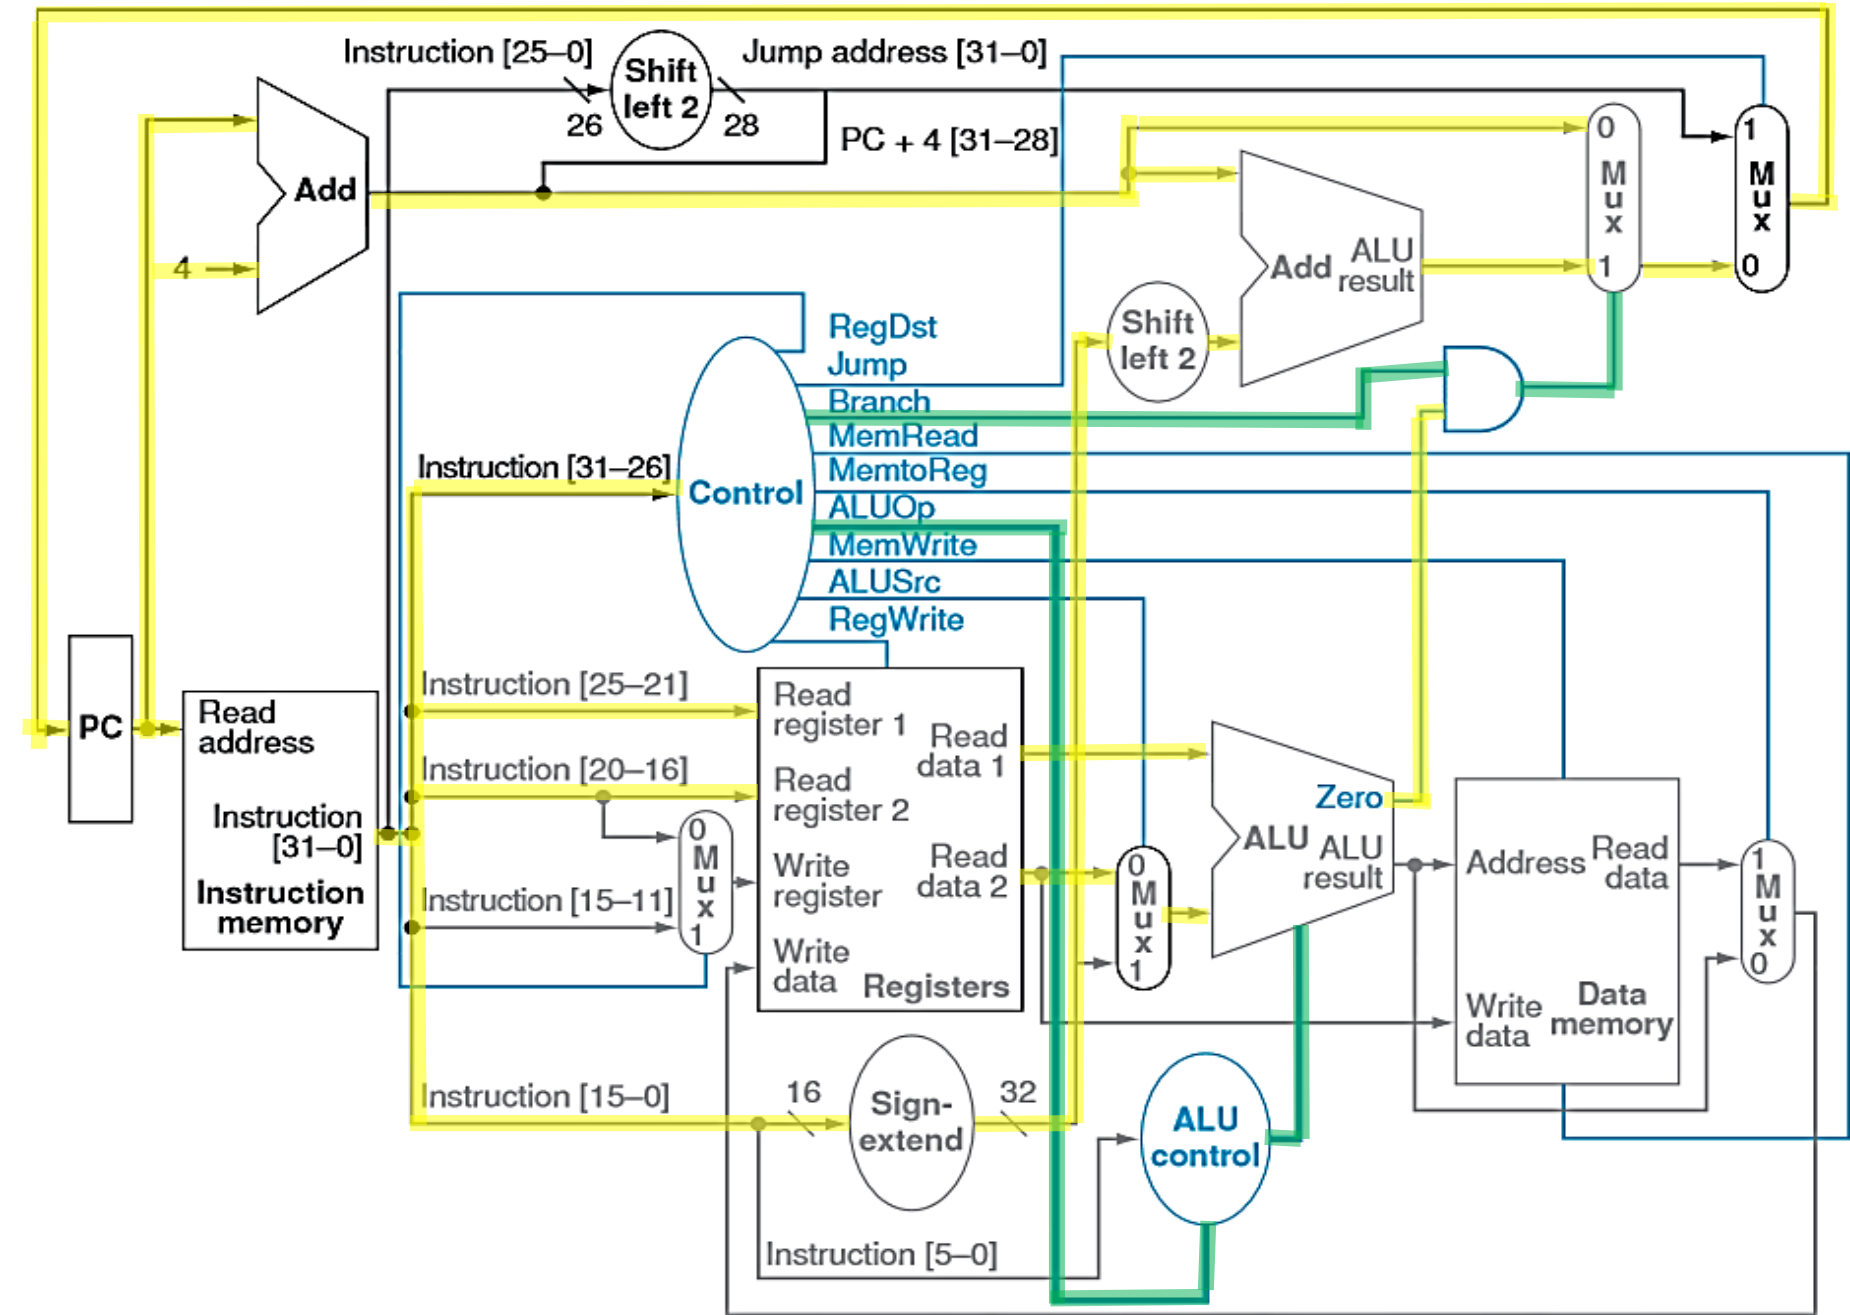 Instruction [25–0]
Shift
left 2
Jump address [31–0]
26
28
PC + 4 [31–28]
Add
4
0
M
u
x
1
1
M
u
x
0
Add
ALU
result
Shift
left 2
RegDst
Jump
Branch
MemRead
MemtoReg
ALUOp
MemWrite
ALUSrc
RegWrite
Instruction [31–26]
Control
PC
Read
address
Instruction
[31–0]
Instruction
memory
Instruction [25–21]
Instruction [20–16]
Instruction [15–11]
0
M
u
x
1
Read
register 1
Read
register 2
Write
register
Write
data
Read
data 1
Read
data 2
Registers
0
M
u
x
1
Zero
ALU
ALU
result
Address
Read
data
Write
data
Data
memory
1
M
u
x
0
Instruction [15–0]
16
Sign-
extend
32
ALU
control
Instruction [5–0]